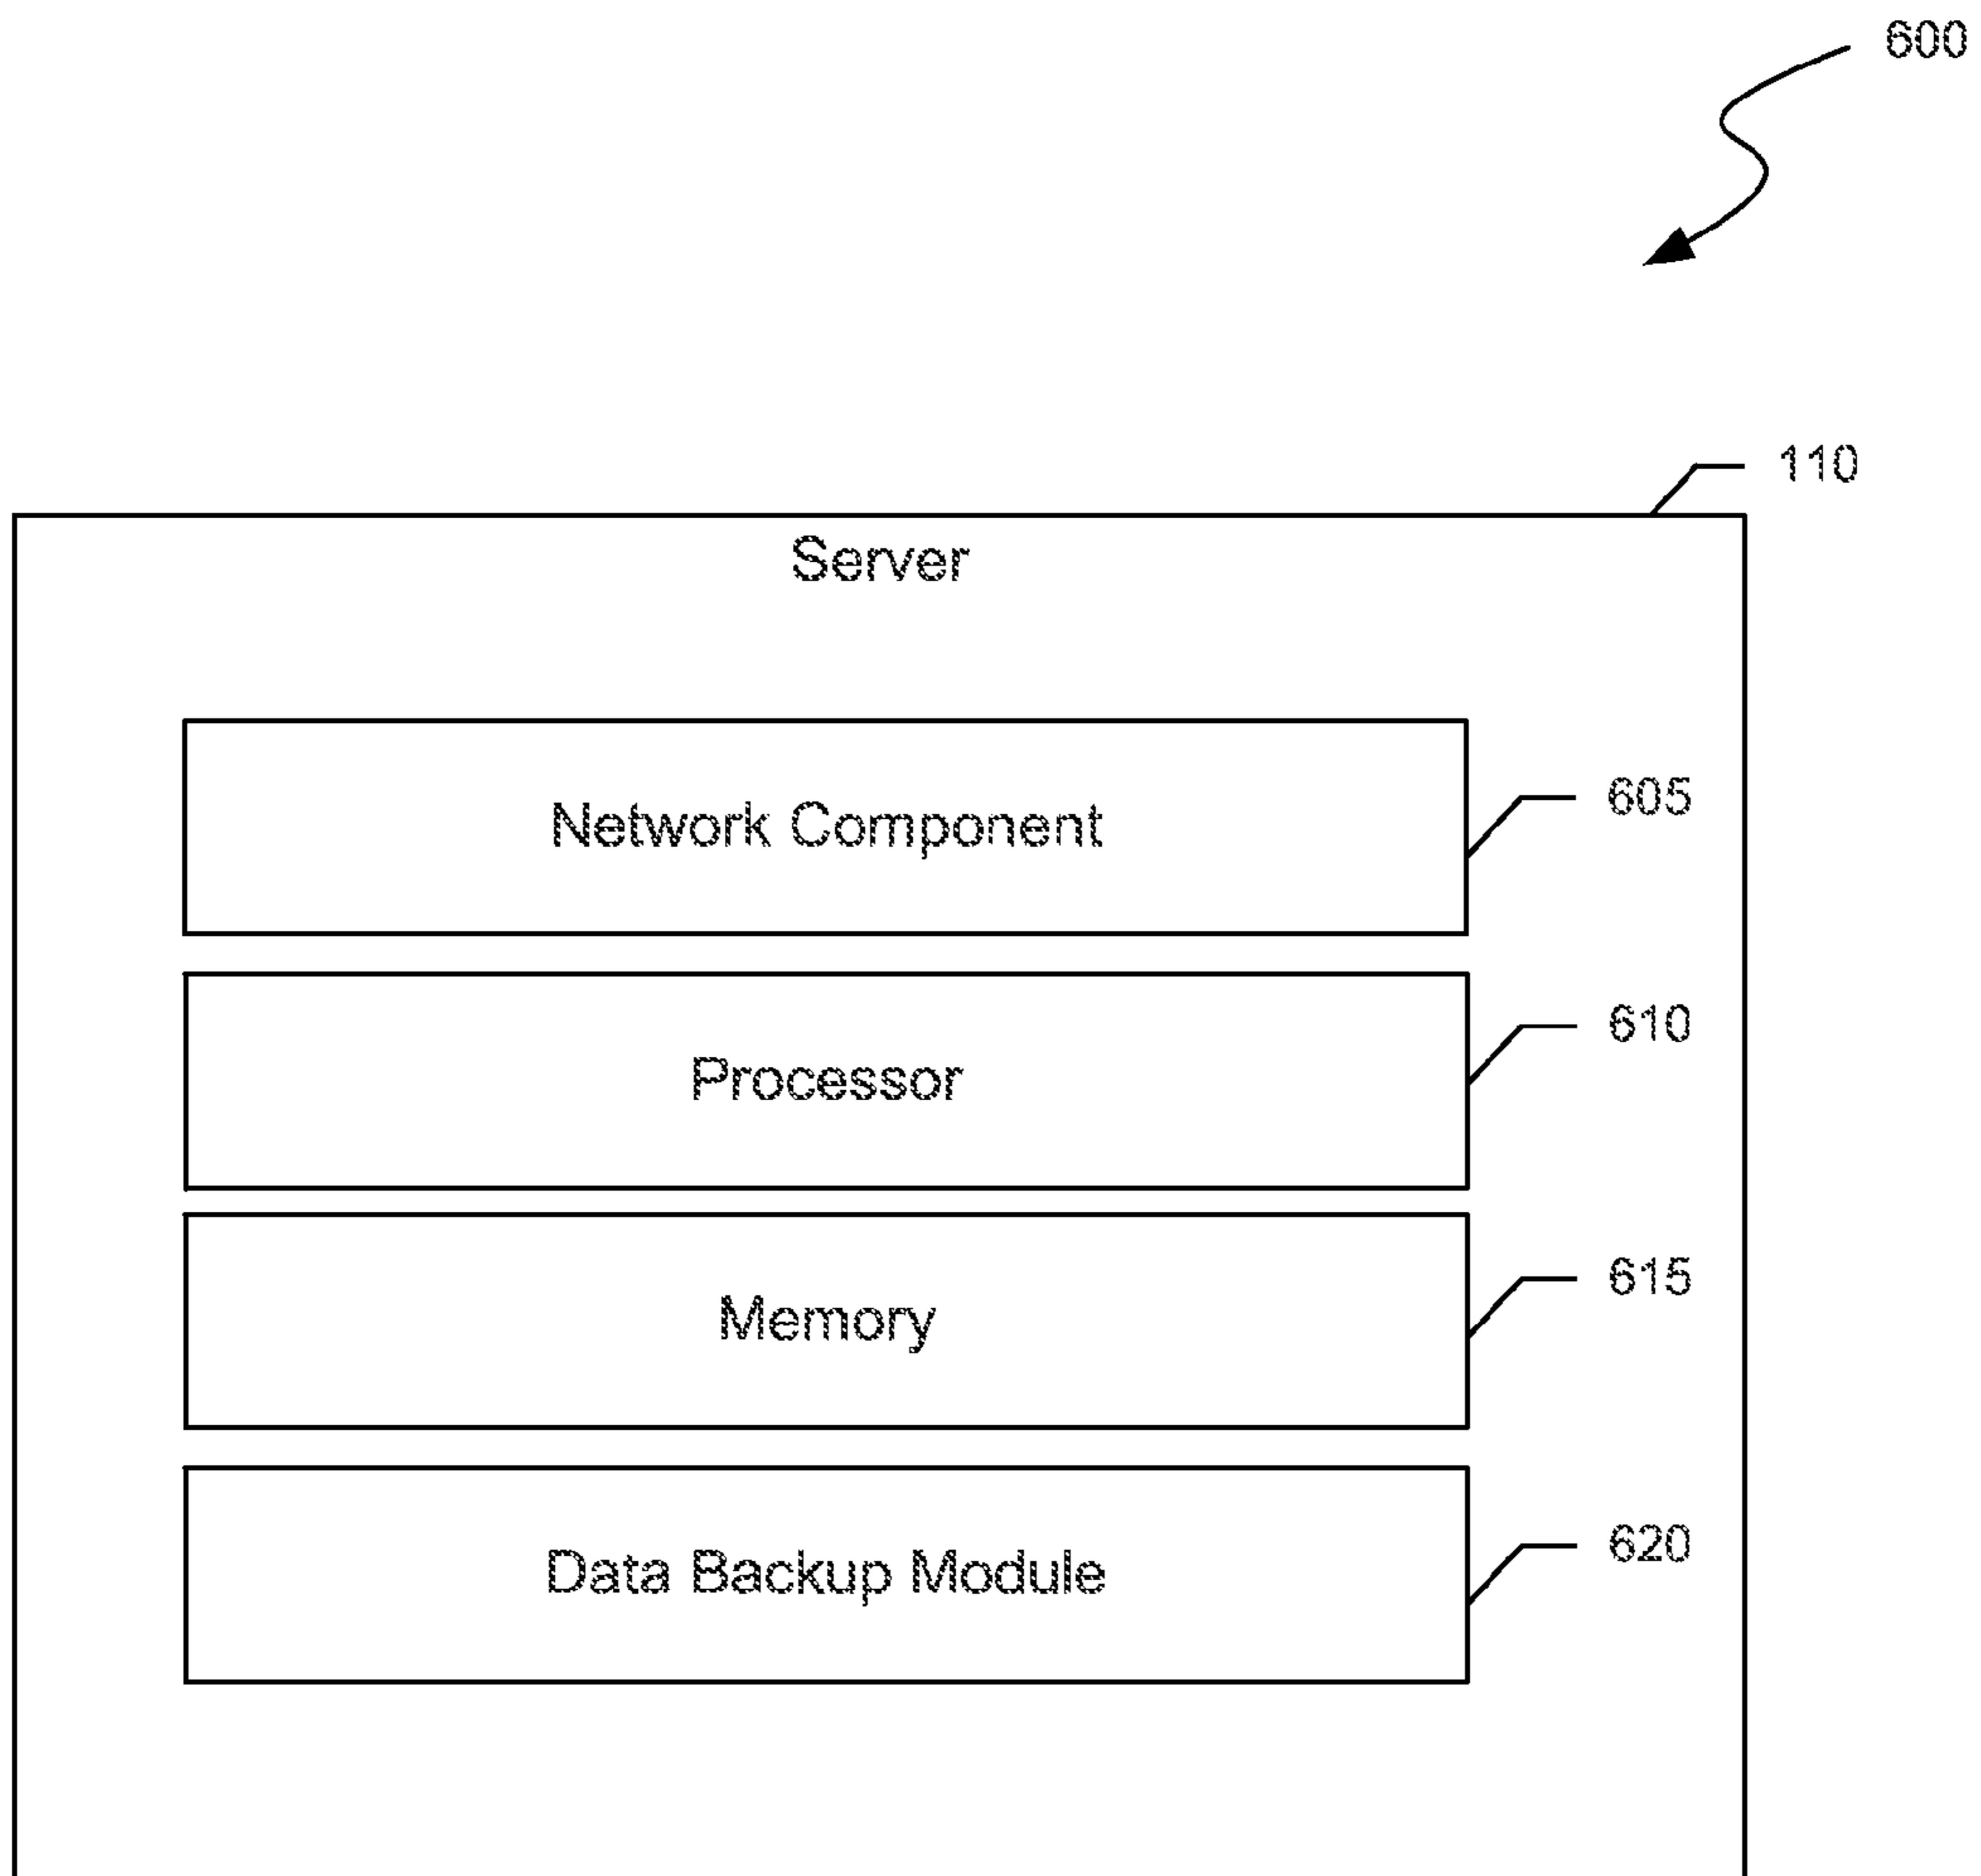 600
110
Server
Network Component
605
Processor
610
Memory
615
Data Backup Module
620